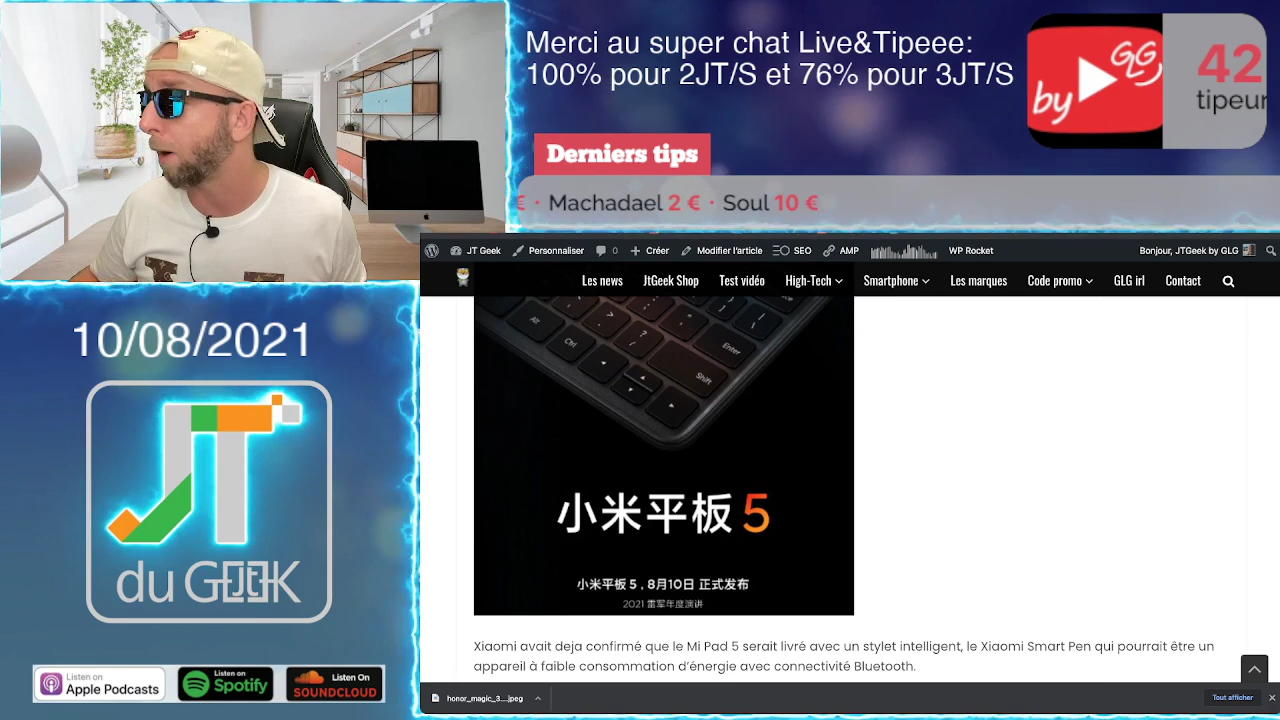 Merci au super chat Live&Tipeee:
100% pour 2JT/S et 76% pour 3JT/S
by GLG
42
tipeur
Derniers tips
€ · Machadael 2 € · Soul 10 €
JT Geek Personnaliser 0 Créer Modifier l'article SEO AMP WP Rocket Bonjour, JTGeek by GLG
Les news JtGeek Shop Test vidéo High-Tech Smartphone Les marques Code promo GLG irl Contact
Alt
Ctrl
Enter
Shift
小米平板5
小米平板 5 , 8月10日 正式发布
2021 雷军年度演讲
Xiaomi avait deja confirmé que le Mi Pad 5 serait livré avec un stylet intelligent, le Xiaomi Smart Pen qui pourrait être un
appareil à faible consommation d'énergie avec connectivité Bluetooth.
honor_magic_3....jpeg
Tout afficher
10/08/2021
JT
du GEEK
Listen on
Apple Podcasts
Listen on
Spotify
Listen On
SOUNDCLOUD